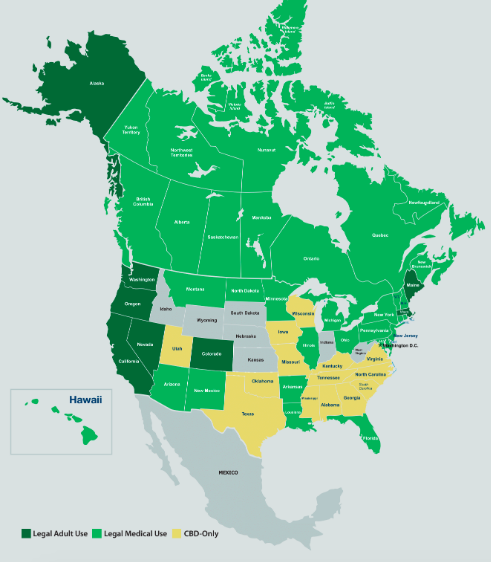 Alaska
Yukon
Territory
Northwest
Territories
Nunavut
British
Columbia
Alberta
Saskatchewan
Manitoba
Ontario
Quebec
Newfoundland
New
Brunswick
Washington
Oregon
California
Nevada
Idaho
Montana
Wyoming
Utah
Colorado
Arizona
New Mexico
North Dakota
South Dakota
Nebraska
Kansas
Oklahoma
Texas
Minnesota
Iowa
Missouri
Arkansas
Louisiana
Wisconsin
Illinois
Michigan
Indiana
Ohio
Kentucky
Tennessee
Alabama
Georgia
Florida
South
Carolina
North Carolina
Virginia
West
Virginia
Pennsylvania
New York
Maine
New Jersey
Washington D.C.
Hawaii
MEXICO
Legal Adult Use
Legal Medical Use
CBD-Only